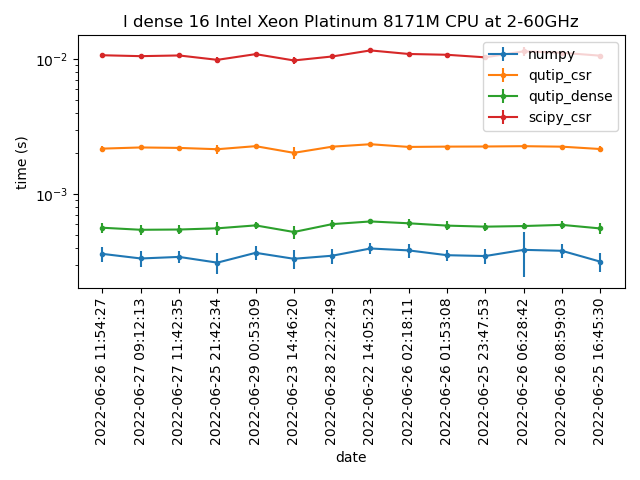 l dense 16 Intel Xeon Platinum 8171M CPU at 2-60GHz
time (s)
10⁻²
10⁻³
numpy
qutip_csr
qutip_dense
scipy_csr
2022-06-26 11:54:27
2022-06-27 09:12:13
2022-06-27 11:42:35
2022-06-25 21:42:34
2022-06-29 00:53:09
2022-06-23 14:46:20
2022-06-28 22:22:49
2022-06-22 14:05:23
2022-06-26 02:18:11
2022-06-26 01:53:08
2022-06-25 23:47:53
2022-06-26 06:28:42
2022-06-26 08:59:03
2022-06-25 16:45:30
date